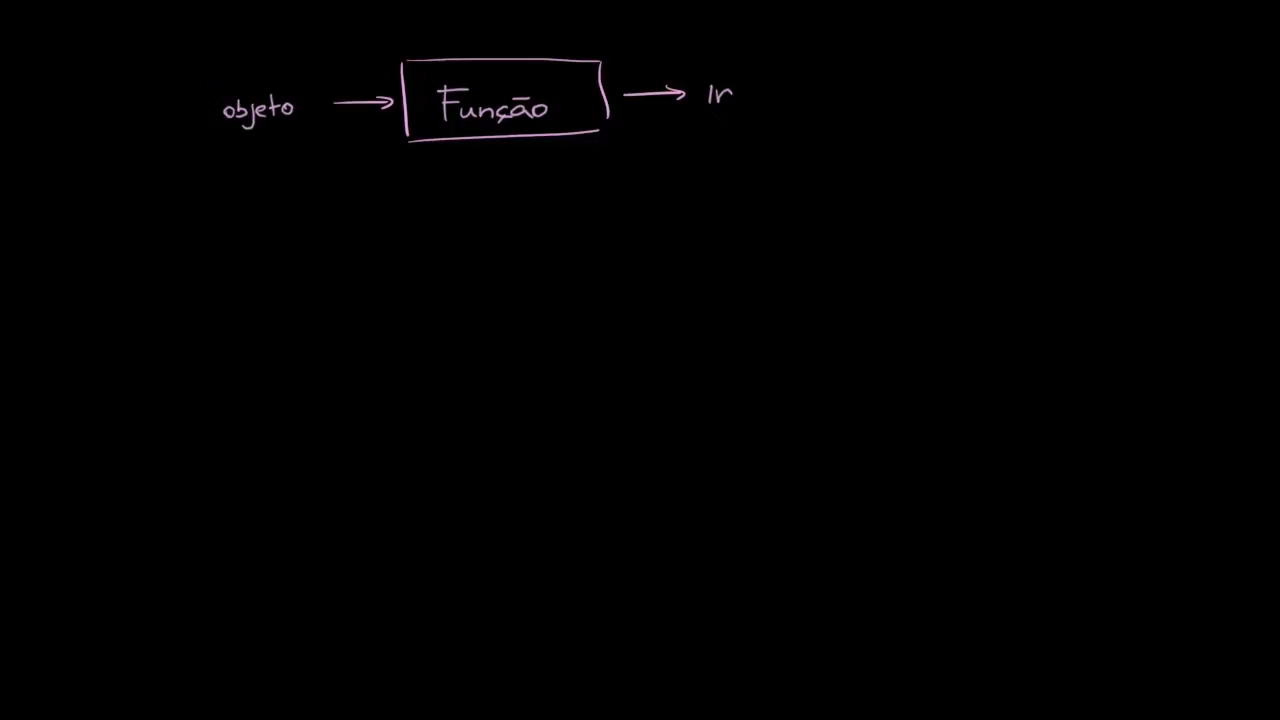 objeto → Função → Ir